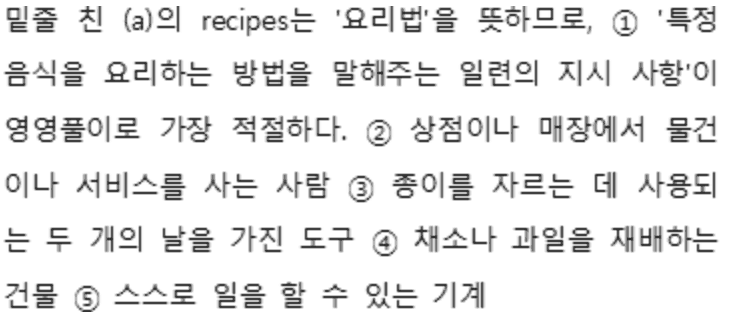 밑줄 친 (a)의 recipes는 '요리법'을 뜻하므로, ① '특정
음식을 요리하는 방법을 말해주는 일련의 지시 사항'이
영영풀이로 가장 적절하다. ② 상점이나 매장에서 물건
이나 서비스를 사는 사람 ③ 종이를 자르는 데 사용되
는 두 개의 날을 가진 도구 ④ 채소나 과일을 재배하는
건물 ⑤ 스스로 일을 할 수 있는 기계